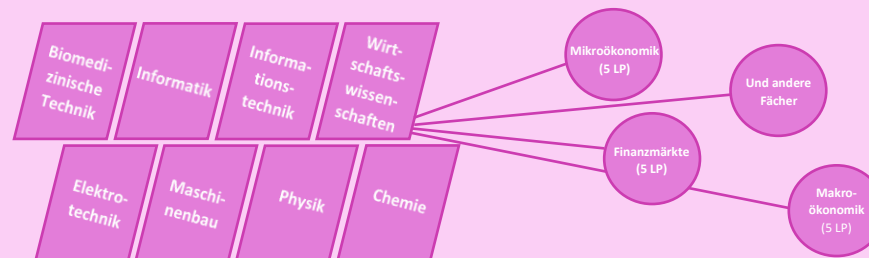 Biomedi-
zinische
Technik
Informatik
Informa-
tions-
technik
Wirt-
schafts-
wissen-
schaften
Mikroökonomik
(5 LP)
Und andere
Fächer
Finanzmärkte
(5 LP)
Makro-
ökonomik
(5 LP)
Elektro-
technik
Maschi-
nenbau
Physik
Chemie